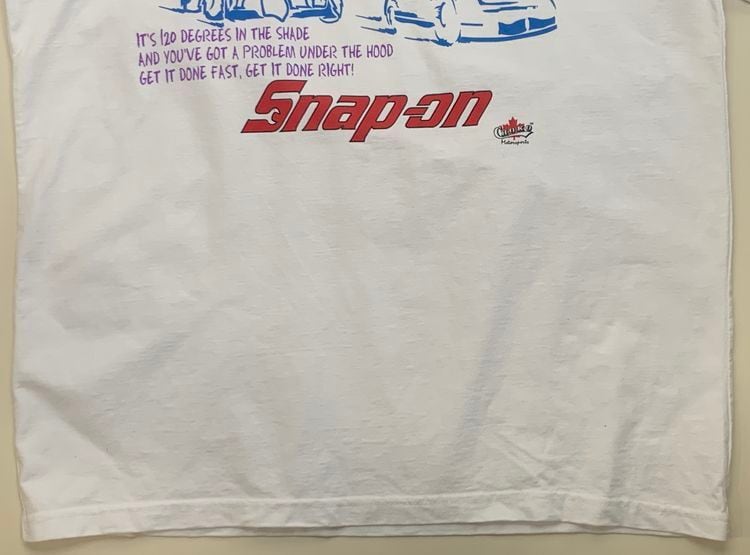 IT'S 120 DEGREES IN THE SHADE
AND YOU'VE GOT A PROBLEM UNDER THE HOOD
GET IT DONE FAST, GET IT DONE RIGHT!
Snap-on
Motorsports